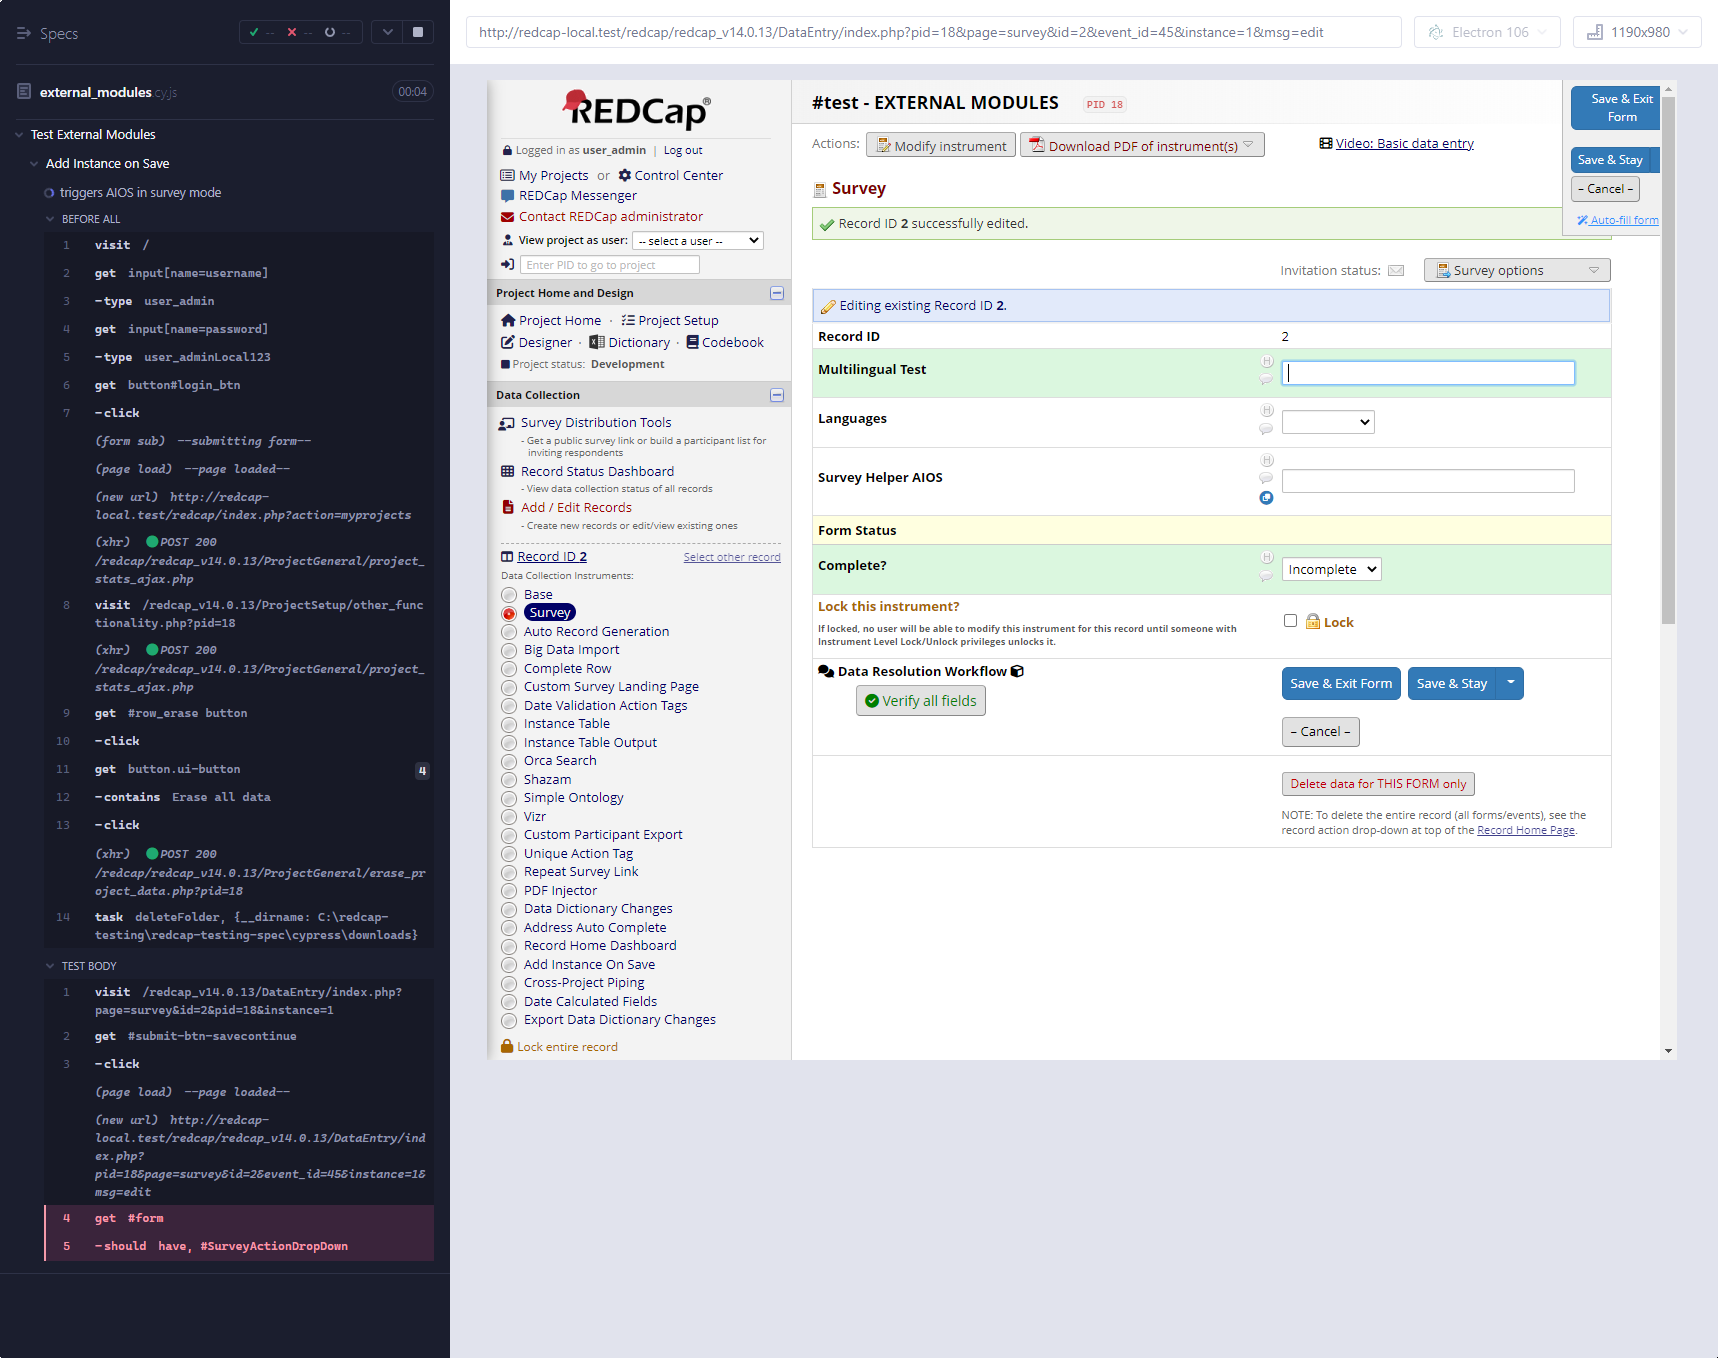 Specs
✓ -- ✕ -- --
external_modules.cy.js 00:04
Test External Modules
Add Instance on Save
triggers AIOS in survey mode
BEFORE ALL
1 visit /
2 get input[name=username]
3 -type user_admin
4 get input[name=password]
5 -type user_adminLocal123
6 get button#login_btn
7 -click
(form sub) --submitting form--
(page load) --page loaded--
(new url) http://redcap-
local.test/redcap/index.php?action=myprojects
(xhr) POST 200
/redcap/redcap_v14.0.13/ProjectGeneral/project_
stats_ajax.php
8 visit /redcap_v14.0.13/ProjectSetup/other_func
tionality.php?pid=18
(xhr) POST 200
/redcap/redcap_v14.0.13/ProjectGeneral/project_
stats_ajax.php
9 get #row_erase button
10 -click
11 get button.ui-button 4
12 -contains Erase all data
13 -click
(xhr) POST 200
/redcap/redcap_v14.0.13/ProjectGeneral/erase_pr
oject_data.php?pid=18
14 task deleteFolder, {__dirname: C:\redcap-
testing\redcap-testing-spec\cypress\downloads}
TEST BODY
1 visit /redcap_v14.0.13/DataEntry/index.php?
page=survey&id=2&pid=18&instance=1
2 get #submit-btn-savecontinue
3 -click
(page load) --page loaded--
(new url) http://redcap-
local.test/redcap/redcap_v14.0.13/DataEntry/ind
ex.php?
pid=18&page=survey&id=2&event_id=45&instance=1&
msg=edit
4 get #form
5 -should have, #SurveyActionDropDown
http://redcap-local.test/redcap/redcap_v14.0.13/DataEntry/index.php?pid=18&page=survey&id=2&event_id=45&instance=1&msg=edit
Electron 106
1190x980
REDCap®
Logged in as user_admin | Log out
My Projects or Control Center
REDCap Messenger
Contact REDCap administrator
View project as user: -- select a user --
Enter PID to go to project
Project Home and Design
Project Home · Project Setup
Designer · Dictionary · Codebook
Project status: Development
Data Collection
Survey Distribution Tools
- Get a public survey link or build a participant list for
inviting respondents
Record Status Dashboard
- View data collection status of all records
Add / Edit Records
- Create new records or edit/view existing ones
Record ID 2 Select other record
Data Collection Instruments:
Base
Survey
Auto Record Generation
Big Data Import
Complete Row
Custom Survey Landing Page
Date Validation Action Tags
Instance Table
Instance Table Output
Orca Search
Shazam
Simple Ontology
Vizr
Custom Participant Export
Unique Action Tag
Repeat Survey Link
PDF Injector
Data Dictionary Changes
Address Auto Complete
Record Home Dashboard
Add Instance On Save
Cross-Project Piping
Date Calculated Fields
Export Data Dictionary Changes
Lock entire record
#test - EXTERNAL MODULES PID 18
Actions: Modify instrument Download PDF of instrument(s) Video: Basic data entry
Save & Exit
Form
Save & Stay
– Cancel –
Auto-fill form
Survey
Record ID 2 successfully edited.
Invitation status: Survey options
Editing existing Record ID 2.
Record ID 2
Multilingual Test H
Languages H
Survey Helper AIOS H
Form Status
Complete? H Incomplete
Lock this instrument?
If locked, no user will be able to modify this instrument for this record until someone with
Instrument Level Lock/Unlock privileges unlocks it.
Lock
Data Resolution Workflow
Verify all fields
Save & Exit Form Save & Stay
– Cancel –
Delete data for THIS FORM only
NOTE: To delete the entire record (all forms/events), see the
record action drop-down at top of the Record Home Page.